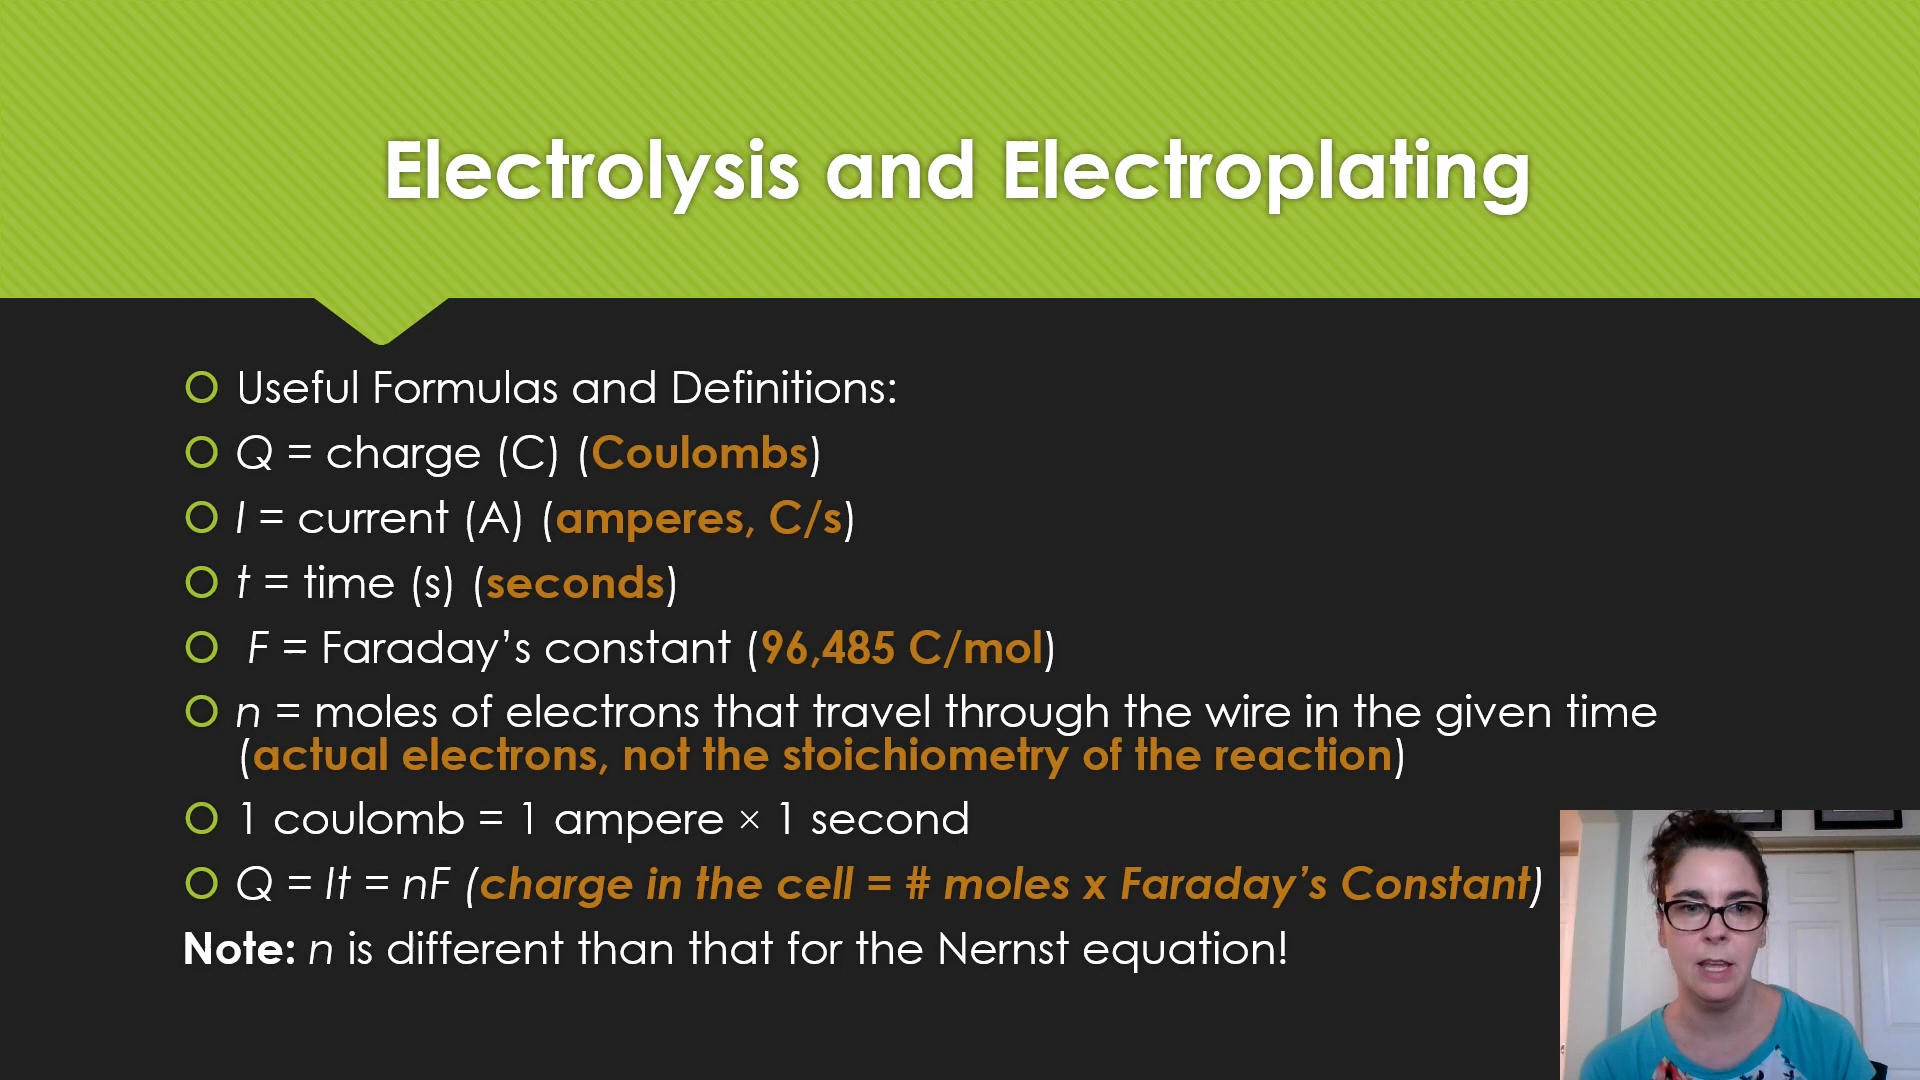 Electrolysis and Electroplating
Useful Formulas and Definitions:
Q = charge (C) (Coulombs)
I = current (A) (amperes, C/s)
t = time (s) (seconds)
F = Faraday’s constant (96,485 C/mol)
n = moles of electrons that travel through the wire in the given time
(actual electrons, not the stoichiometry of the reaction)
1 coulomb = 1 ampere × 1 second
Q = It = nF (charge in the cell = # moles x Faraday’s Constant)
Note: n is different than that for the Nernst equation!